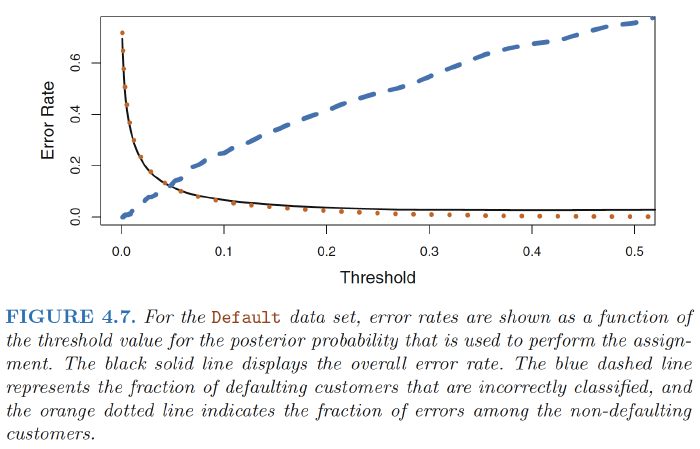 Error Rate
0.6
0.4
0.2
0.0
0.0 0.1 0.2 0.3 0.4 0.5
Threshold
FIGURE 4.7. For the Default data set, error rates are shown as a function of
the threshold value for the posterior probability that is used to perform the assign-
ment. The black solid line displays the overall error rate. The blue dashed line
represents the fraction of defaulting customers that are incorrectly classified, and
the orange dotted line indicates the fraction of errors among the non-defaulting
customers.